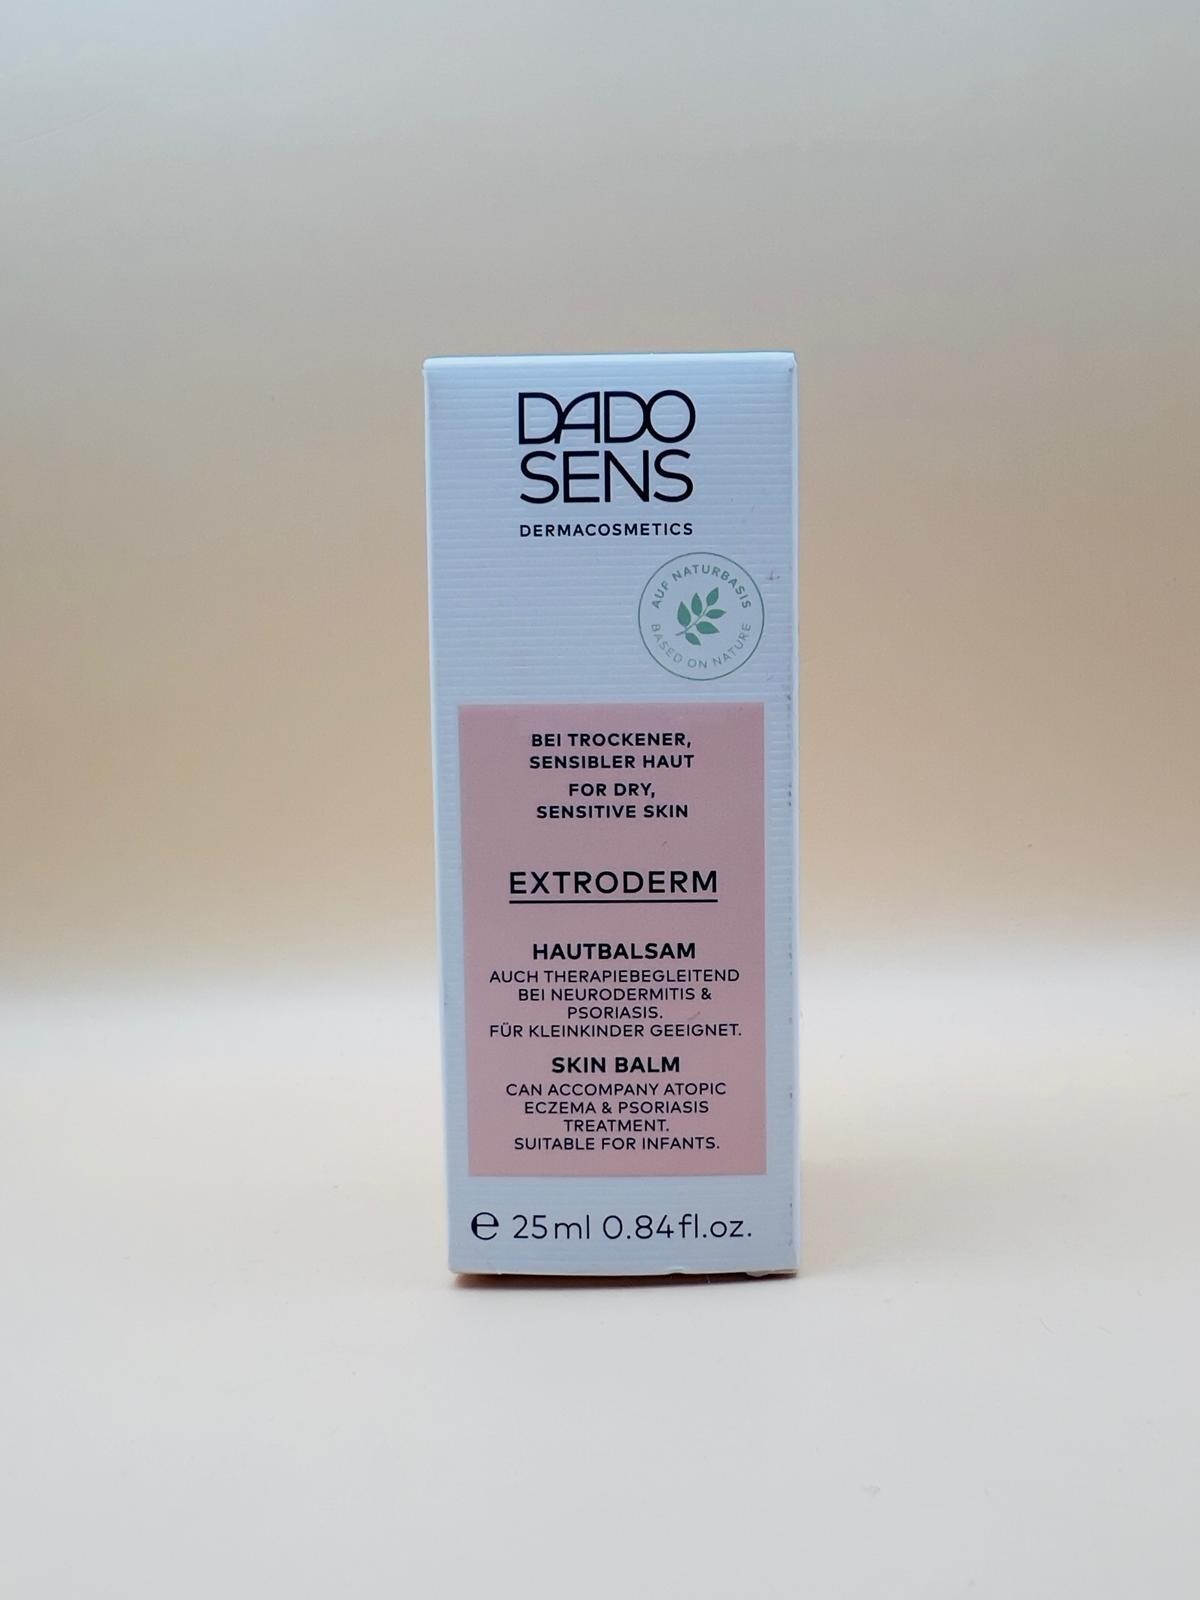 DADO
SENS
DERMACOSMETICS
AUF NATURBASIS
BASED ON NATURE
BEI TROCKENER,
SENSIBLER HAUT
FOR DRY,
SENSITIVE SKIN
EXTRODERM
HAUTBALSAM
AUCH THERAPIEBEGLEITEND
BEI NEURODERMITIS &
PSORIASIS.
FÜR KLEINKINDER GEEIGNET.
SKIN BALM
CAN ACCOMPANY ATOPIC
ECZEMA & PSORIASIS
TREATMENT.
SUITABLE FOR INFANTS.
℮ 25ml 0.84fl.oz.